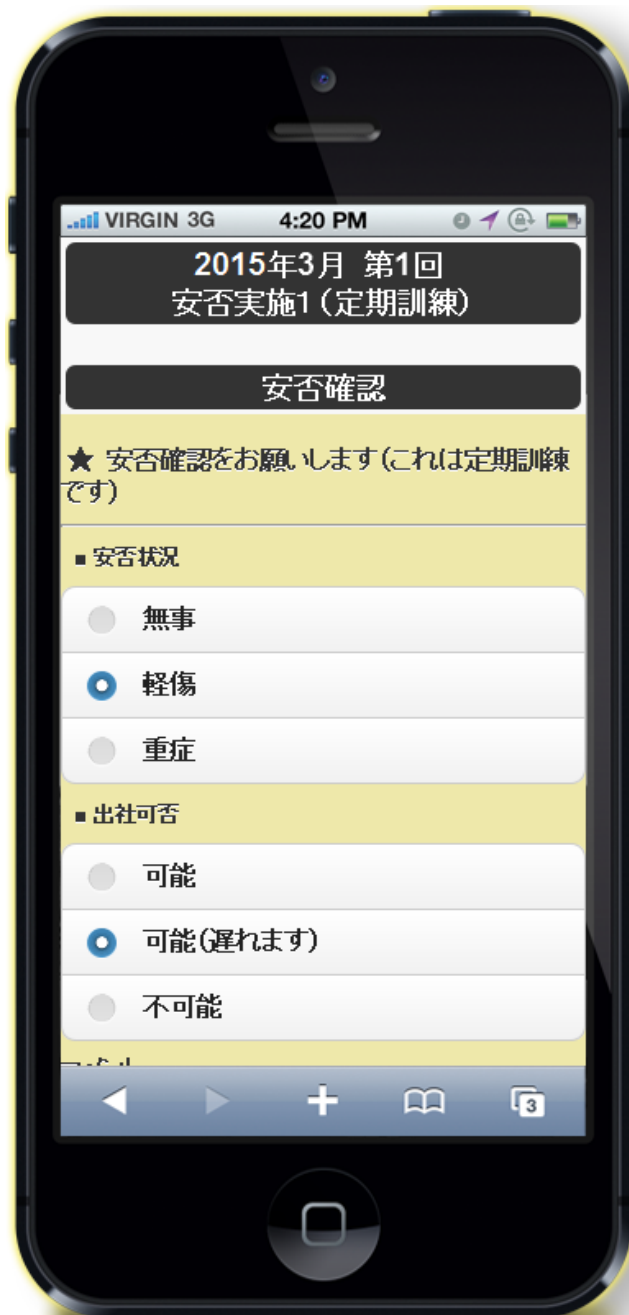 VIRGIN 3G 4:20 PM
2015年3月 第1回
安否実施1(定期訓練)
安否確認
★ 安否確認をお願いします(これは定期訓練
です)
■ 安否状況
無事
軽傷
重症
■ 出社可否
可能
可能(遅れます)
不可能
3